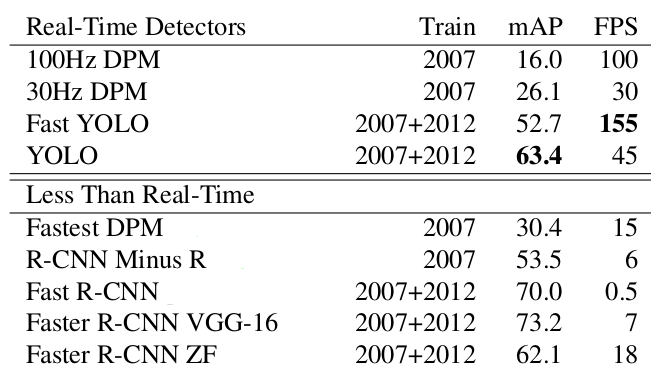 Real-Time Detectors Train mAP FPS
100Hz DPM 2007 16.0 100
30Hz DPM 2007 26.1 30
Fast YOLO 2007+2012 52.7 155
YOLO 2007+2012 63.4 45
Less Than Real-Time
Fastest DPM 2007 30.4 15
R-CNN Minus R 2007 53.5 6
Fast R-CNN 2007+2012 70.0 0.5
Faster R-CNN VGG-16 2007+2012 73.2 7
Faster R-CNN ZF 2007+2012 62.1 18